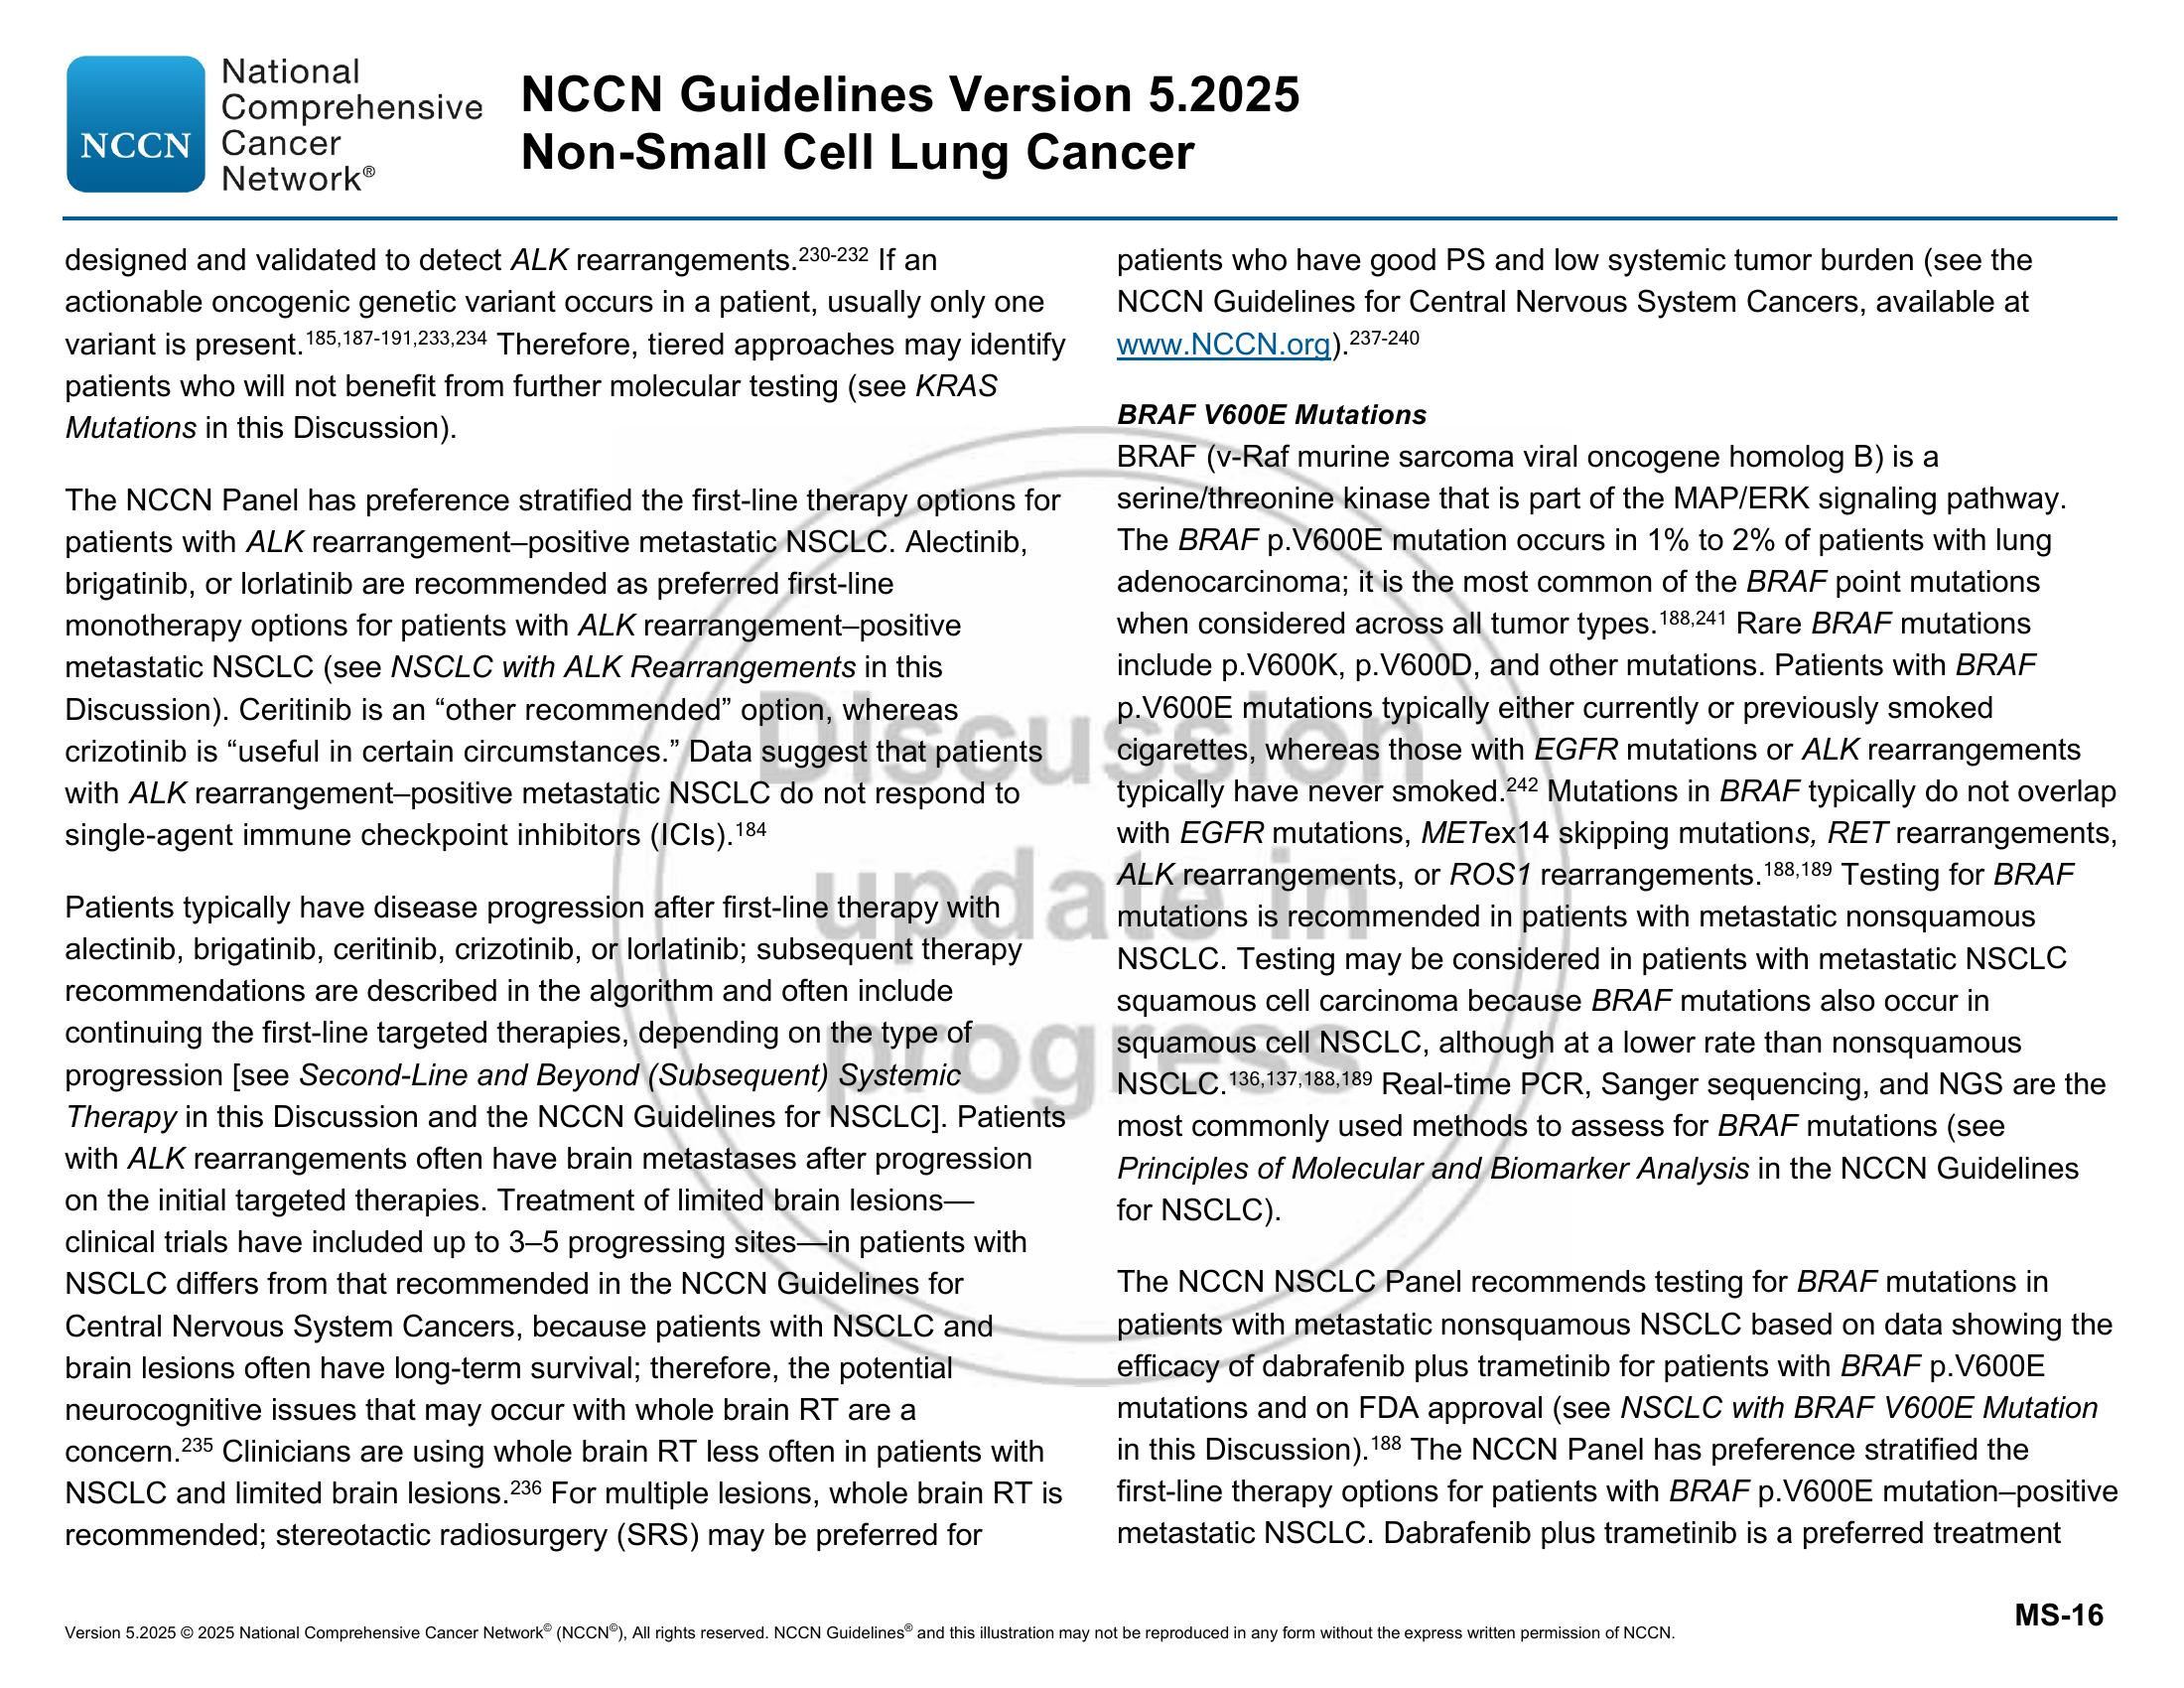 NCCN
National
Comprehensive
Cancer
Network®
NCCN Guidelines Version 5.2025
Non-Small Cell Lung Cancer
designed and validated to detect ALK rearrangements.230-232 If an
actionable oncogenic genetic variant occurs in a patient, usually only one
variant is present.185,187-191,233,234 Therefore, tiered approaches may identify
patients who will not benefit from further molecular testing (see KRAS
Mutations in this Discussion).
The NCCN Panel has preference stratified the first-line therapy options for
patients with ALK rearrangement–positive metastatic NSCLC. Alectinib,
brigatinib, or lorlatinib are recommended as preferred first-line
monotherapy options for patients with ALK rearrangement–positive
metastatic NSCLC (see NSCLC with ALK Rearrangements in this
Discussion). Ceritinib is an “other recommended” option, whereas
crizotinib is “useful in certain circumstances.” Data suggest that patients
with ALK rearrangement–positive metastatic NSCLC do not respond to
single-agent immune checkpoint inhibitors (ICIs).184
Patients typically have disease progression after first-line therapy with
alectinib, brigatinib, ceritinib, crizotinib, or lorlatinib; subsequent therapy
recommendations are described in the algorithm and often include
continuing the first-line targeted therapies, depending on the type of
progression [see Second-Line and Beyond (Subsequent) Systemic
Therapy in this Discussion and the NCCN Guidelines for NSCLC]. Patients
with ALK rearrangements often have brain metastases after progression
on the initial targeted therapies. Treatment of limited brain lesions—
clinical trials have included up to 3–5 progressing sites—in patients with
NSCLC differs from that recommended in the NCCN Guidelines for
Central Nervous System Cancers, because patients with NSCLC and
brain lesions often have long-term survival; therefore, the potential
neurocognitive issues that may occur with whole brain RT are a
concern.235 Clinicians are using whole brain RT less often in patients with
NSCLC and limited brain lesions.236 For multiple lesions, whole brain RT is
recommended; stereotactic radiosurgery (SRS) may be preferred for
patients who have good PS and low systemic tumor burden (see the
NCCN Guidelines for Central Nervous System Cancers, available at
www.NCCN.org).237-240
BRAF V600E Mutations
BRAF (v-Raf murine sarcoma viral oncogene homolog B) is a
serine/threonine kinase that is part of the MAP/ERK signaling pathway.
The BRAF p.V600E mutation occurs in 1% to 2% of patients with lung
adenocarcinoma; it is the most common of the BRAF point mutations
when considered across all tumor types.188,241 Rare BRAF mutations
include p.V600K, p.V600D, and other mutations. Patients with BRAF
p.V600E mutations typically either currently or previously smoked
cigarettes, whereas those with EGFR mutations or ALK rearrangements
typically have never smoked.242 Mutations in BRAF typically do not overlap
with EGFR mutations, METex14 skipping mutations, RET rearrangements,
ALK rearrangements, or ROS1 rearrangements.188,189 Testing for BRAF
mutations is recommended in patients with metastatic nonsquamous
NSCLC. Testing may be considered in patients with metastatic NSCLC
squamous cell carcinoma because BRAF mutations also occur in
squamous cell NSCLC, although at a lower rate than nonsquamous
NSCLC.136,137,188,189 Real-time PCR, Sanger sequencing, and NGS are the
most commonly used methods to assess for BRAF mutations (see
Principles of Molecular and Biomarker Analysis in the NCCN Guidelines
for NSCLC).
The NCCN NSCLC Panel recommends testing for BRAF mutations in
patients with metastatic nonsquamous NSCLC based on data showing the
efficacy of dabrafenib plus trametinib for patients with BRAF p.V600E
mutations and on FDA approval (see NSCLC with BRAF V600E Mutation
in this Discussion).188 The NCCN Panel has preference stratified the
first-line therapy options for patients with BRAF p.V600E mutation–positive
metastatic NSCLC. Dabrafenib plus trametinib is a preferred treatment
Discussion
update in
progress
MS-16
Version 5.2025 © 2025 National Comprehensive Cancer Network© (NCCN©), All rights reserved. NCCN Guidelines® and this illustration may not be reproduced in any form without the express written permission of NCCN.